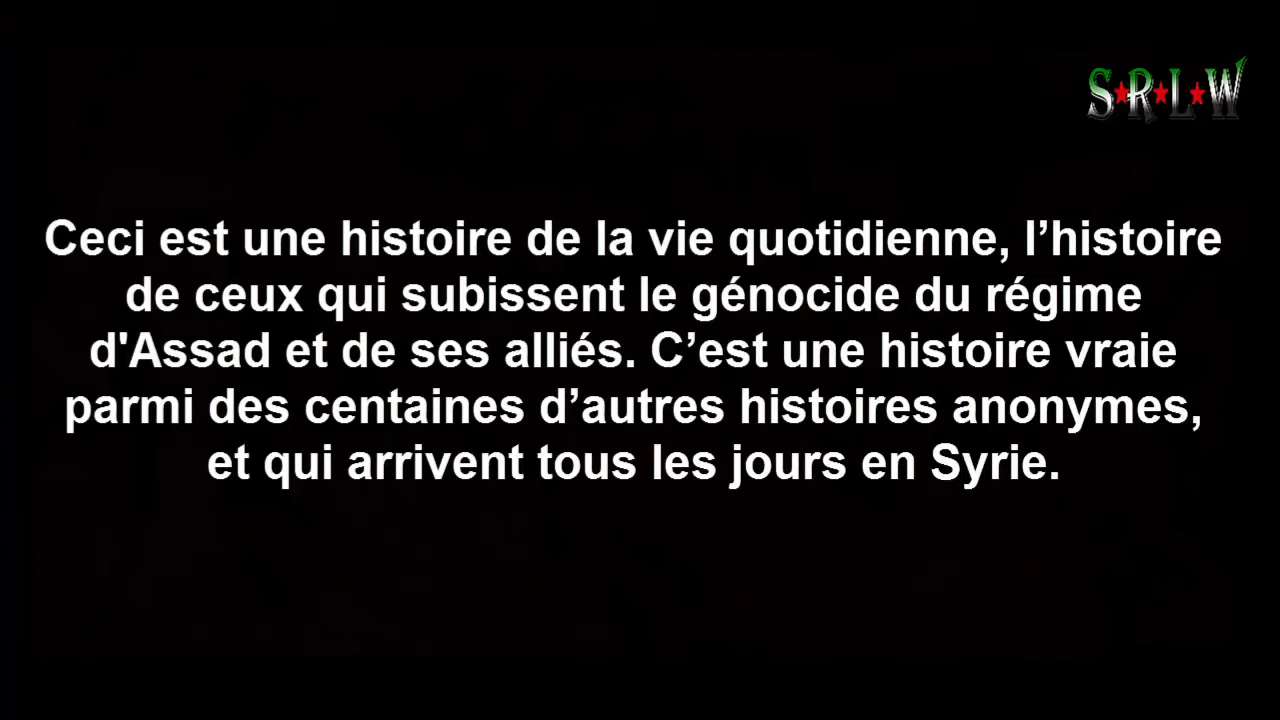 S*R*L*W
Ceci est une histoire de la vie quotidienne, l’histoire
de ceux qui subissent le génocide du régime
d'Assad et de ses alliés. C’est une histoire vraie
parmi des centaines d’autres histoires anonymes,
et qui arrivent tous les jours en Syrie.